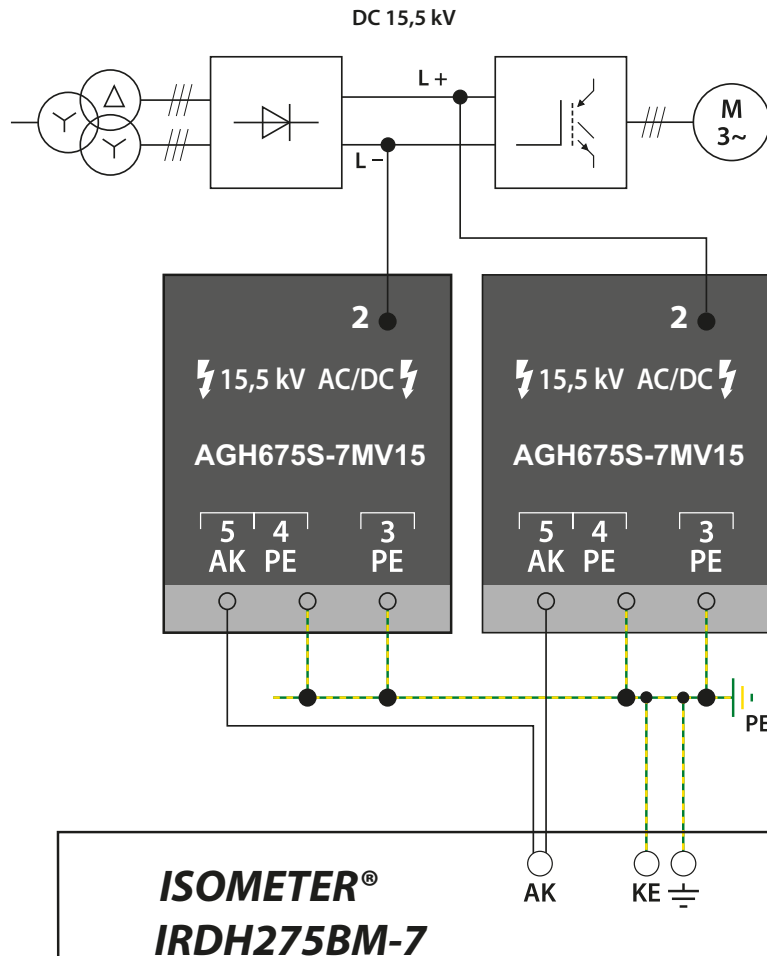 DC 15,5 kV
L +
L –
M
3~
2
15,5 kV AC/DC
AGH675S-7MV15
5 4 3
AK PE PE
2
15,5 kV AC/DC
AGH675S-7MV15
5 4 3
AK PE PE
PE
AK KE
ISOMETER®
IRDH275BM-7